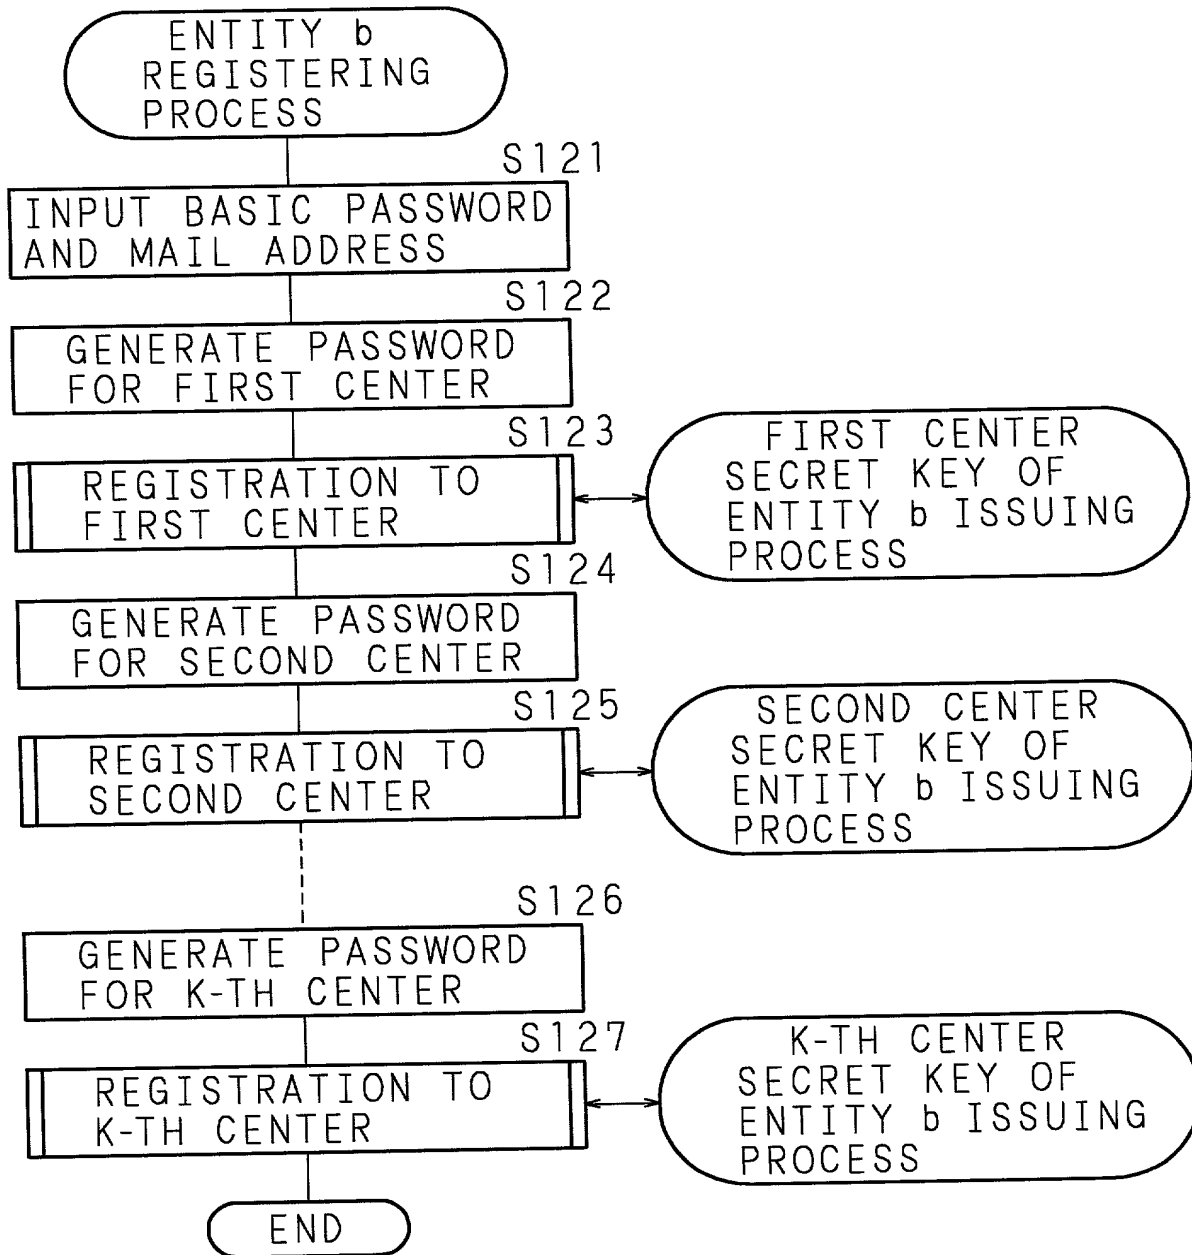 ENTITY b
REGISTERING
PROCESS
S121
INPUT BASIC PASSWORD
AND MAIL ADDRESS
S122
GENERATE PASSWORD
FOR FIRST CENTER
S123
REGISTRATION TO
FIRST CENTER
FIRST CENTER
SECRET KEY OF
ENTITY b ISSUING
PROCESS
S124
GENERATE PASSWORD
FOR SECOND CENTER
S125
REGISTRATION TO
SECOND CENTER
SECOND CENTER
SECRET KEY OF
ENTITY b ISSUING
PROCESS
S126
GENERATE PASSWORD
FOR K-TH CENTER
S127
REGISTRATION TO
K-TH CENTER
K-TH CENTER
SECRET KEY OF
ENTITY b ISSUING
PROCESS
END